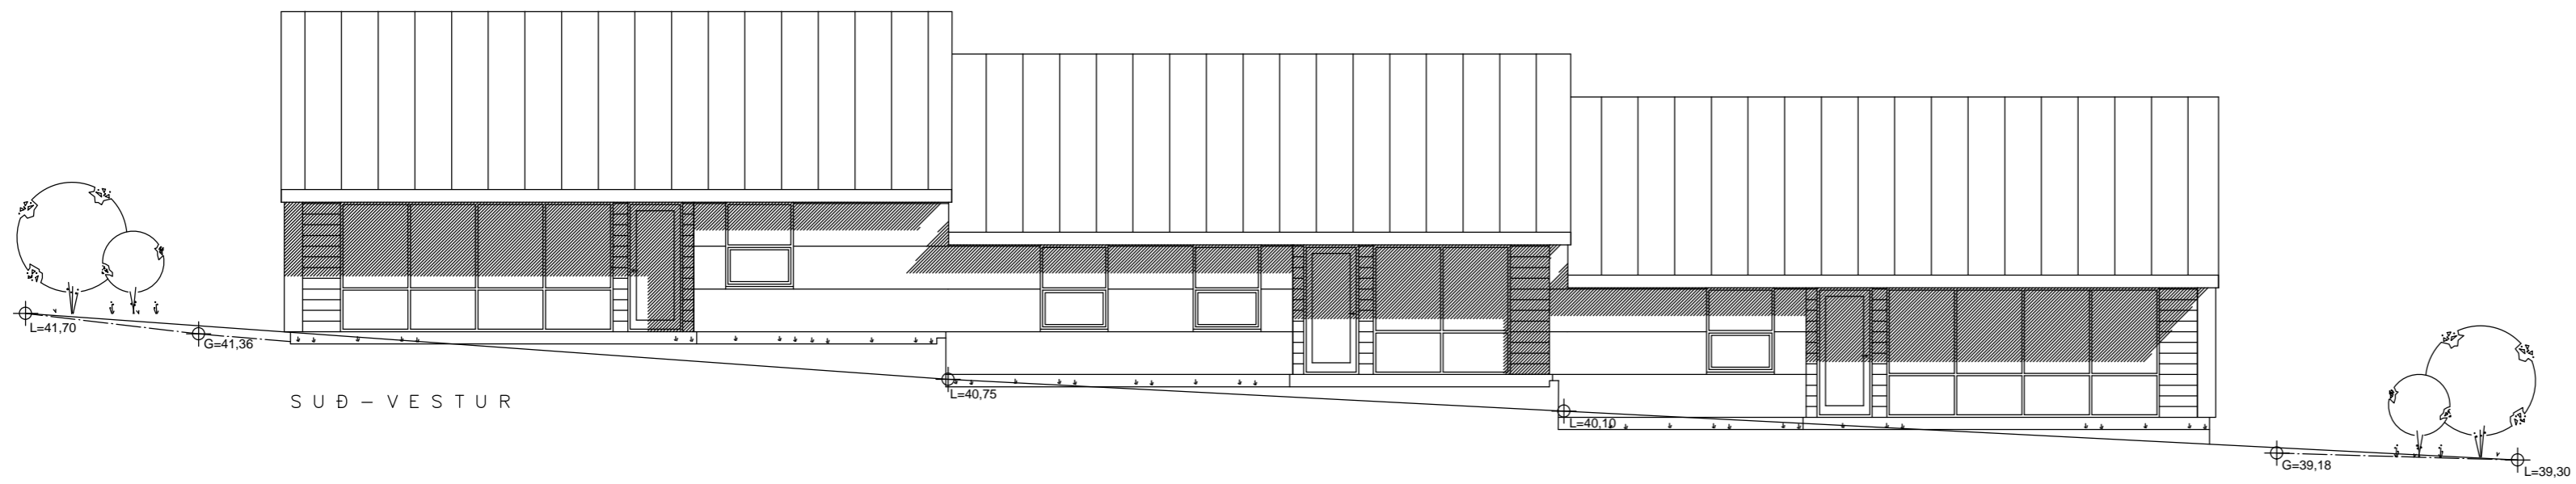 L=41,70
G=41,36
SUÐ – VESTUR
L=40,75
L=40,10
G=39,18
L=39,30